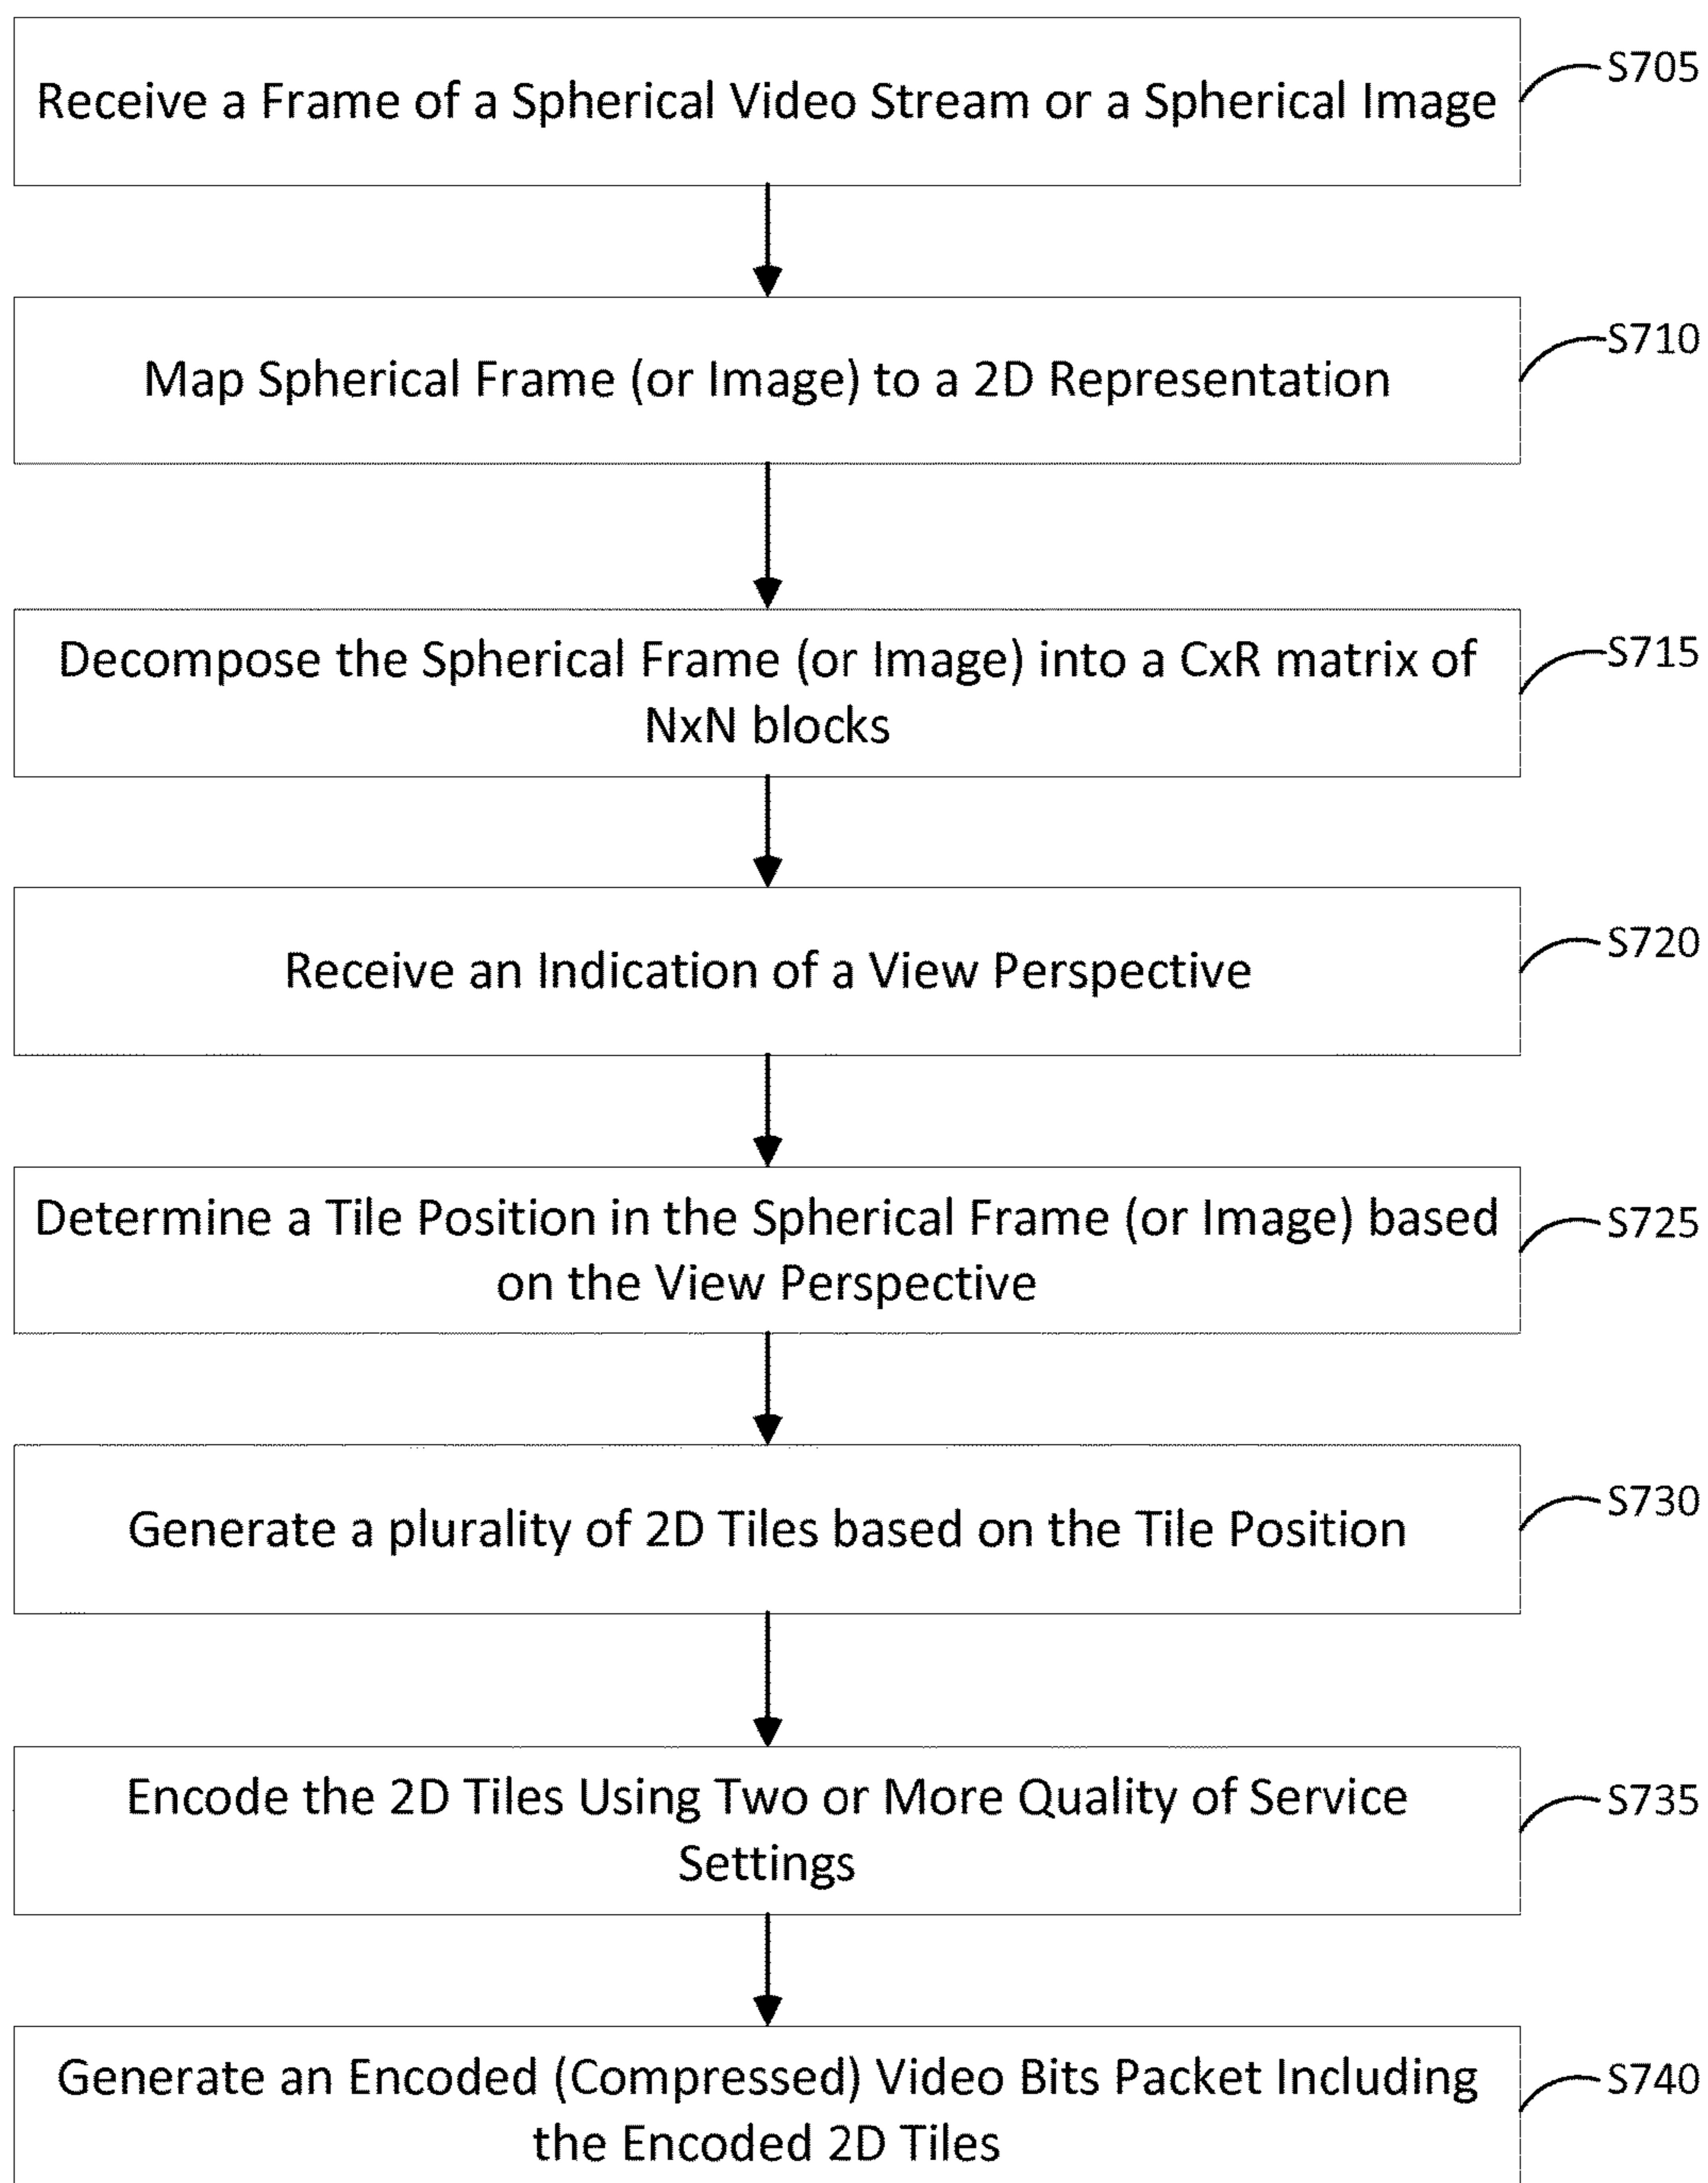 Receive a Frame of a Spherical Video Stream or a Spherical Image
S705
Map Spherical Frame (or Image) to a 2D Representation
S710
Decompose the Spherical Frame (or Image) into a CxR matrix of
NxN blocks
S715
Receive an Indication of a View Perspective
S720
Determine a Tile Position in the Spherical Frame (or Image) based
on the View Perspective
S725
Generate a plurality of 2D Tiles based on the Tile Position
S730
Encode the 2D Tiles Using Two or More Quality of Service
Settings
S735
Generate an Encoded (Compressed) Video Bits Packet Including
the Encoded 2D Tiles
S740